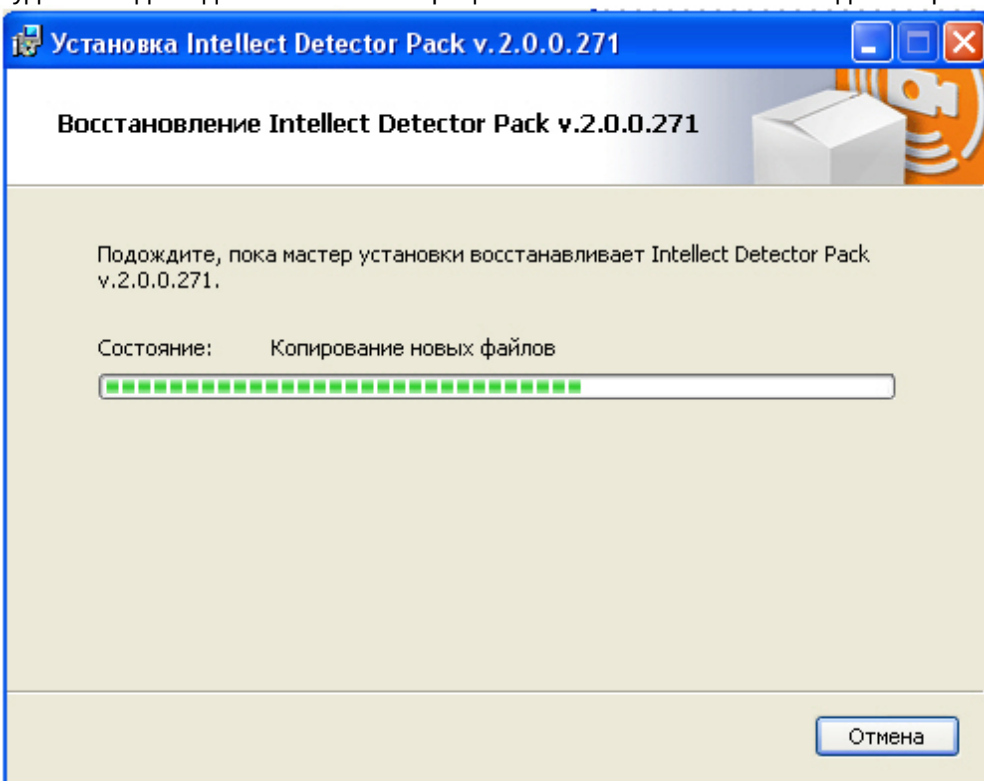 Установка Intellect Detector Pack v.2.0.0.271
Восстановление Intellect Detector Pack v.2.0.0.271
Подождите, пока мастер установки восстанавливает Intellect Detector Pack
v.2.0.0.271.
Состояние: Копирование новых файлов
Отмена